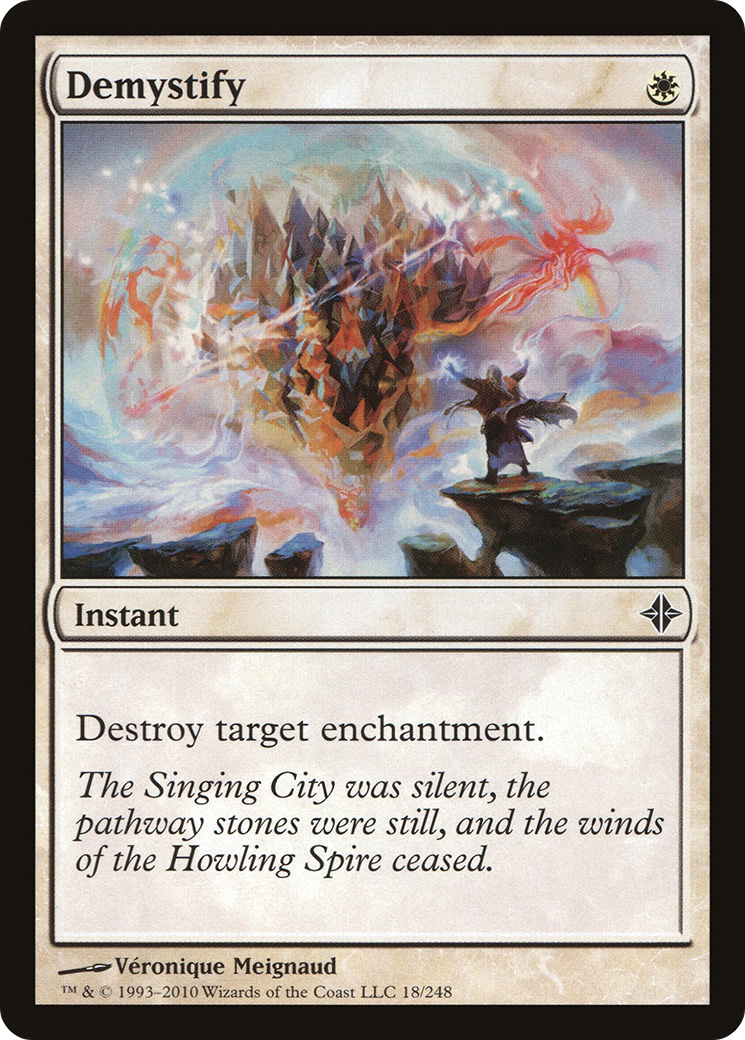 Demystify
Instant
Destroy target enchantment.
The Singing City was silent, the
pathway stones were still, and the winds
of the Howling Spire ceased.
Véronique Meignaud
™ & © 1993–2010 Wizards of the Coast LLC 18/248